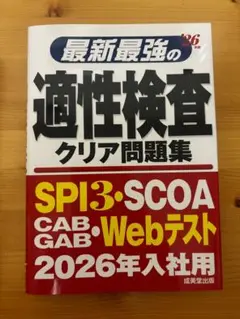 最新最強の
'26
適性検査
クリア問題集
SPI3・SCOA
CAB
GAB・Webテスト
2026年入社用
成美堂出版